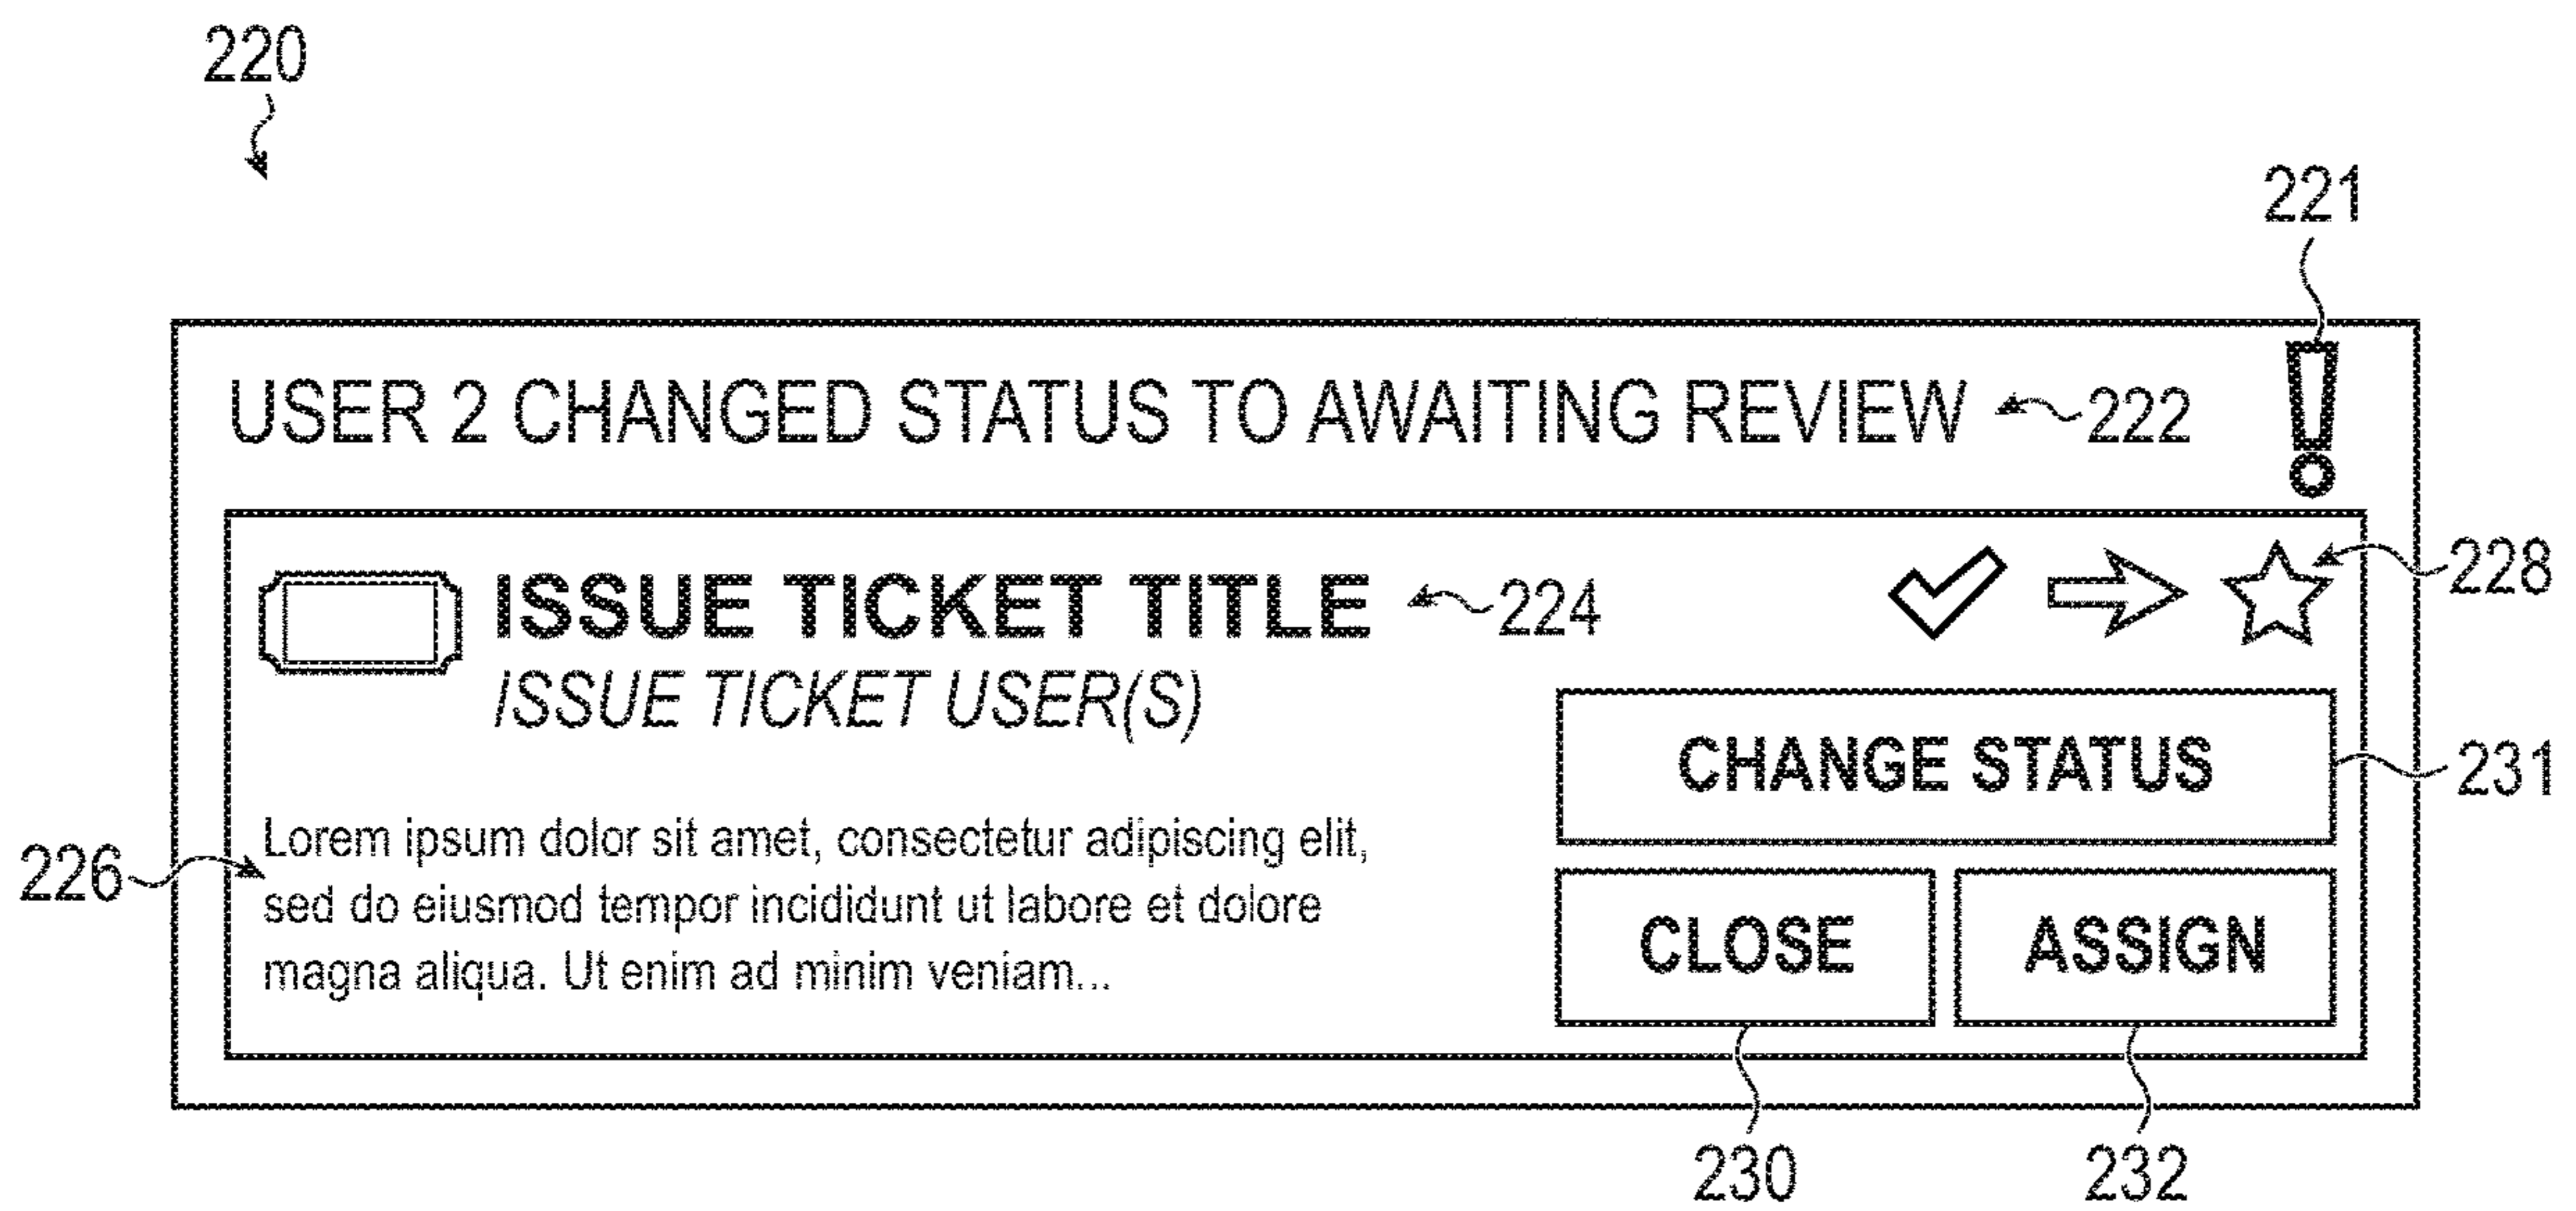 220
221
USER 2 CHANGED STATUS TO AWAITING REVIEW 222
ISSUE TICKET TITLE 224
228
ISSUE TICKET USER(S)
CHANGE STATUS 231
226
Lorem ipsum dolor sit amet, consectetur adipiscing elit,
sed do eiusmod tempor incididunt ut labore et dolore
magna aliqua. Ut enim ad minim veniam...
CLOSE ASSIGN
230 232